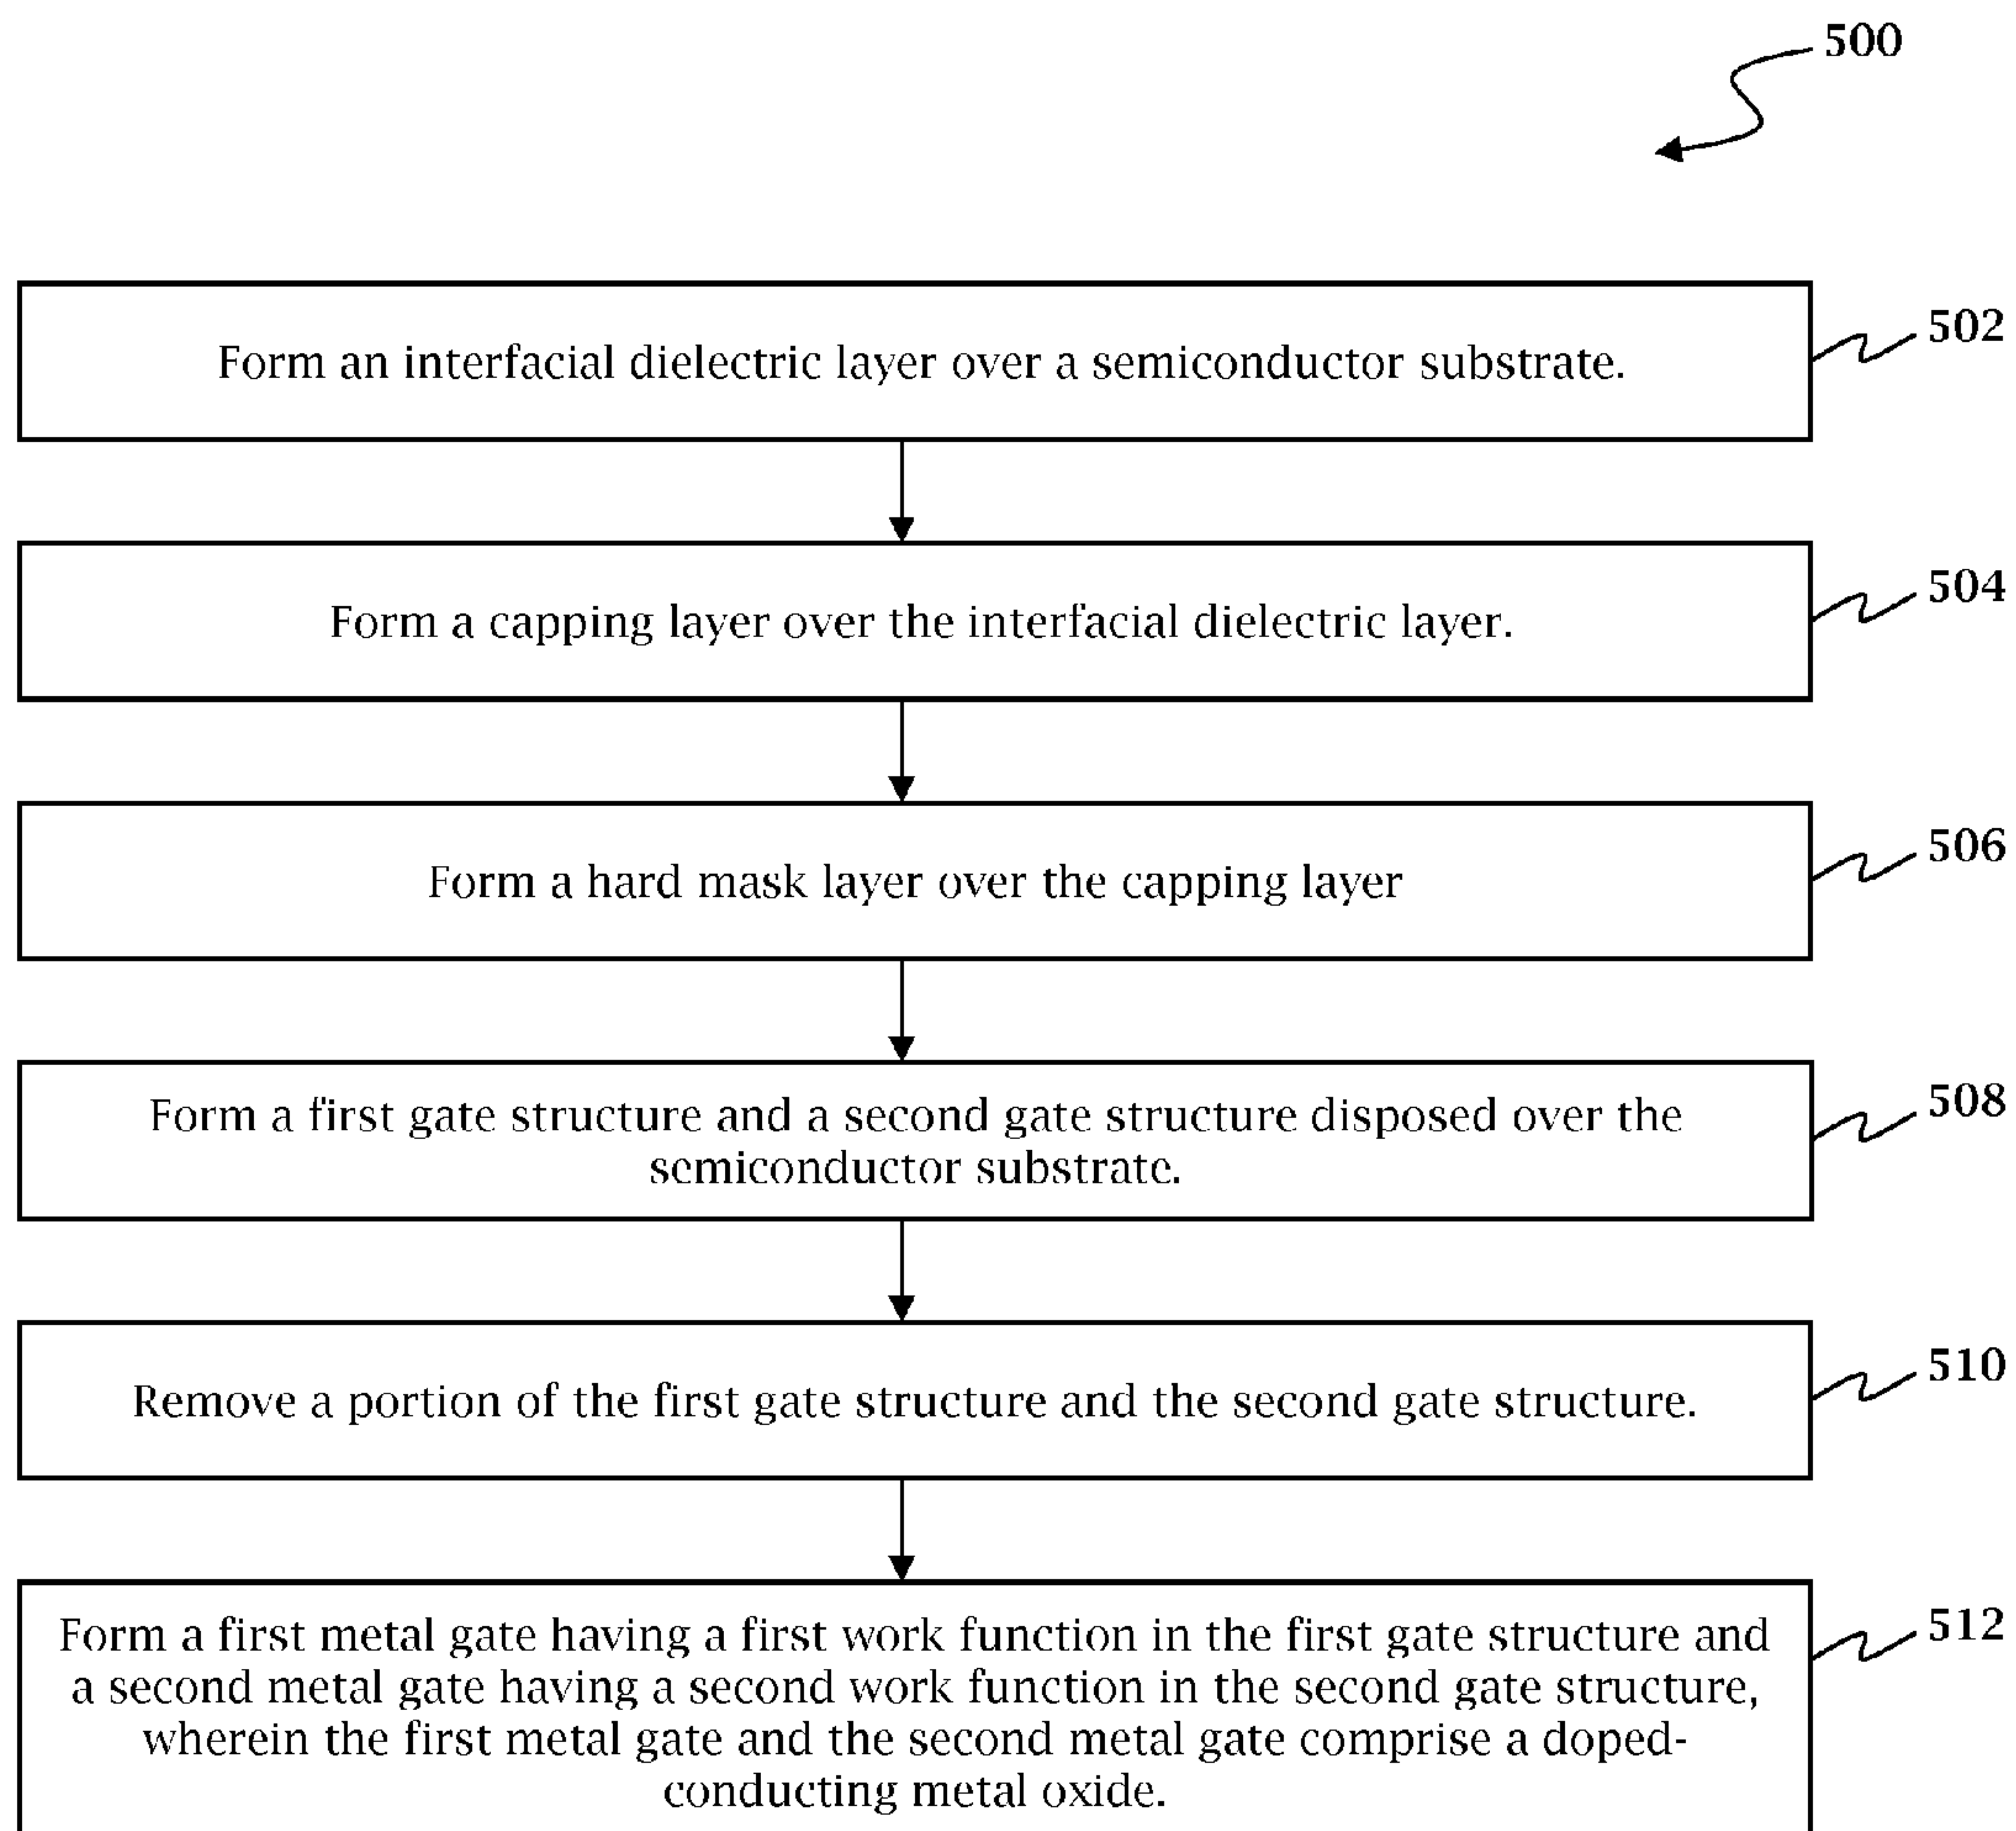 500
Form an interfacial dielectric layer over a semiconductor substrate.
502
Form a capping layer over the interfacial dielectric layer.
504
Form a hard mask layer over the capping layer
506
Form a first gate structure and a second gate structure disposed over the
semiconductor substrate.
508
Remove a portion of the first gate structure and the second gate structure.
510
Form a first metal gate having a first work function in the first gate structure and
a second metal gate having a second work function in the second gate structure,
wherein the first metal gate and the second metal gate comprise a doped-
conducting metal oxide.
512